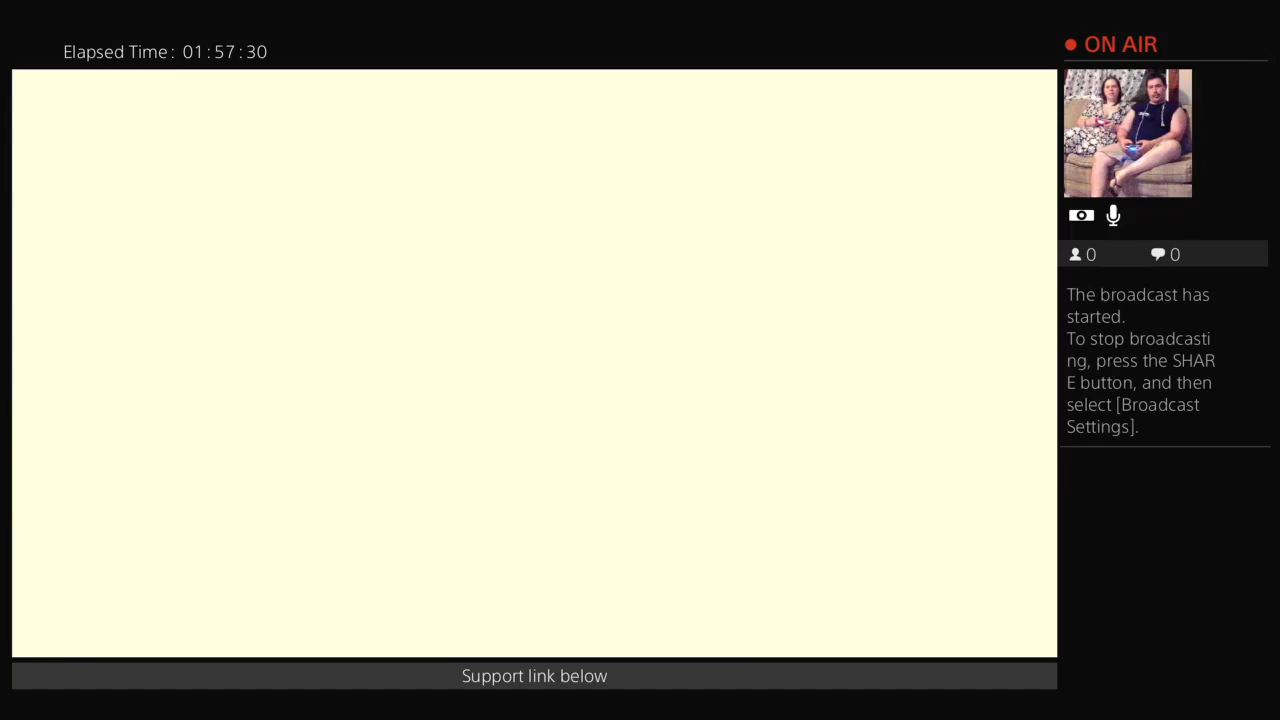 Elapsed Time: 01:57:30
ON AIR
0 0
The broadcast has
started.
To stop broadcasti
ng, press the SHAR
E button, and then
select [Broadcast
Settings].
Support link below